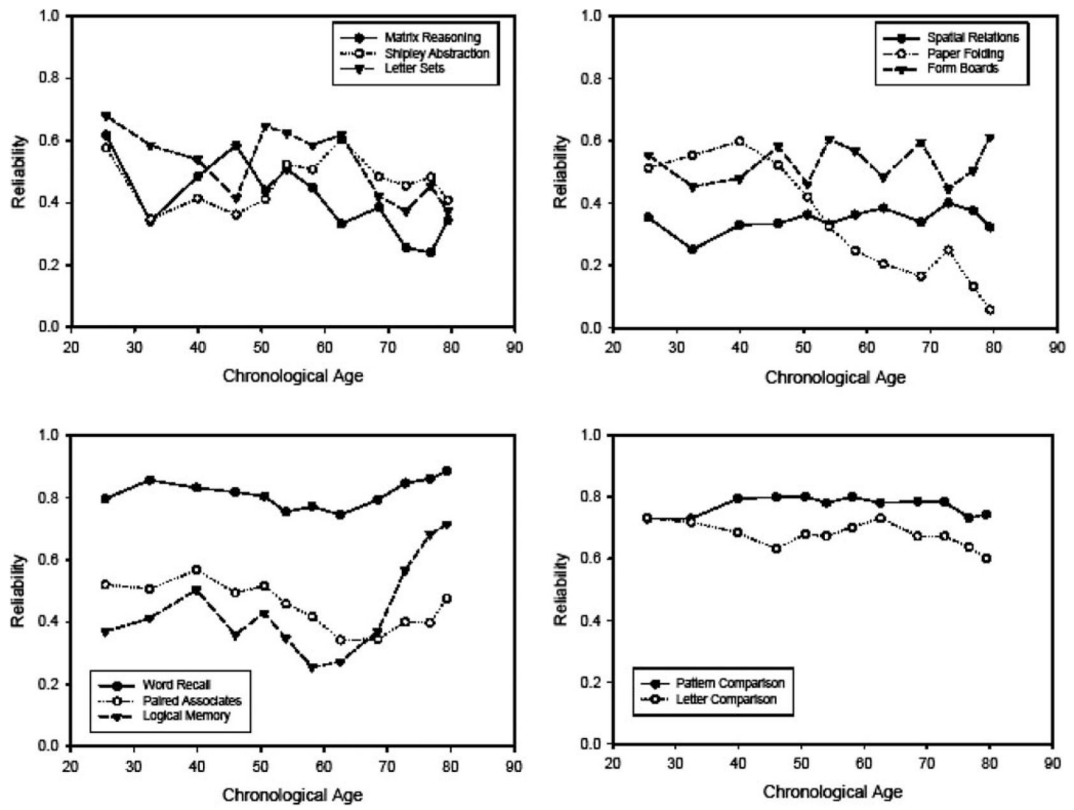 1.0
0.8
0.6
0.4
0.2
0.0
Reliability
Matrix Reasoning
Shipley Abstraction
Letter Sets
20 30 40 50 60 70 80 90
Chronological Age
1.0
0.8
0.6
0.4
0.2
0.0
Reliability
Spatial Relations
Paper Folding
Form Boards
20 30 40 50 60 70 80 90
Chronological Age
1.0
0.8
0.6
0.4
0.2
0.0
Reliability
Word Recall
Paired Associates
Logical Memory
20 30 40 50 60 70 80 90
Chronological Age
1.0
0.8
0.6
0.4
0.2
0.0
Reliability
Pattern Comparison
Letter Comparison
20 30 40 50 60 70 80 90
Chronological Age